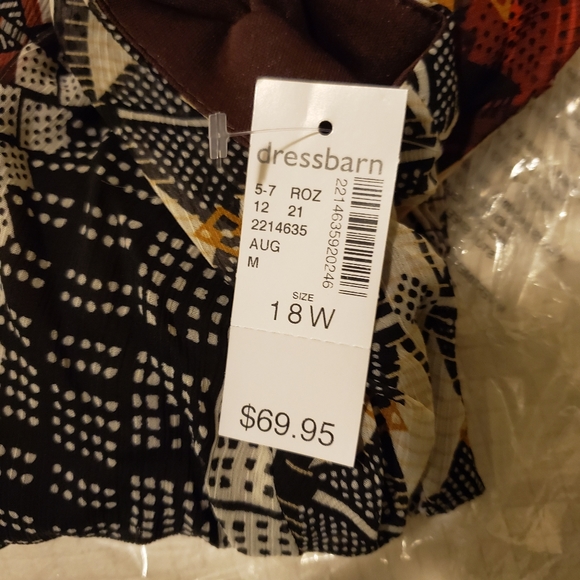 dressbarn
5-7 ROZ
12 21
2214635
AUG
M
2214635920246
SIZE
18W
$69.95